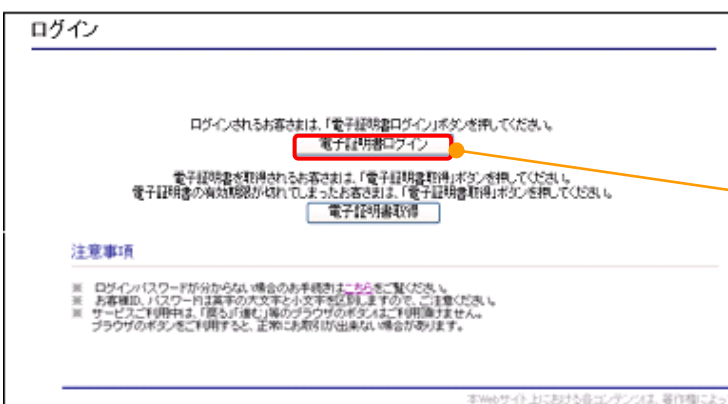 ログイン
ログインされるお客さまは、「電子証明書ログイン」ボタンを押してください。
電子証明書ログイン
電子証明書を取得されるお客さまは、「電子証明書取得」ボタンを押してください。
電子証明書の有効期限が切れてしまったお客さまは、「電子証明書取得」ボタンを押してください。
電子証明書取得
注意事項
※ ログインパスワードが分からない場合のお手続きはこちらをご覧ください。
※ お客様ID、パスワードは英字の大文字と小文字を区別しますので、ご注意ください。
※ サービスご利用中は、「戻る」「進む」等のブラウザのボタンはご利用頂けません。
ブラウザのボタンをご利用すると、正常にお取引が出来ない場合があります。
本Webサイト上における各コンテンツは、著作権によっ